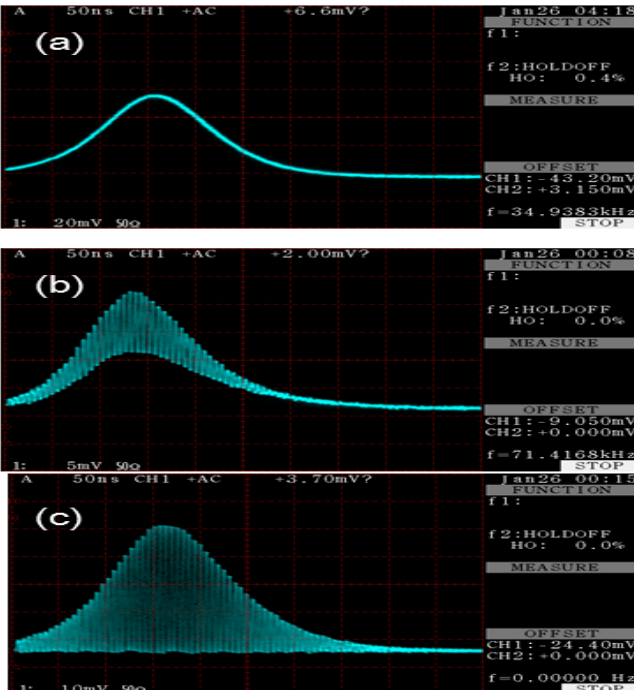 A 50ns CH1 +AC +6.6mV? Jan26 04:18
(a)
FUNCTION
f1:
f2:HOLDOFF
HO: 0.4%
MEASURE
OFFSET
CH1:-43.20mV
CH2:+3.150mV
f=34.9383kHz
1: 20mV 50Ω STOP
A 50ns CH1 +AC +2.00mV? Jan26 00:08
(b)
FUNCTION
f1:
f2:HOLDOFF
HO: 0.0%
MEASURE
OFFSET
CH1:-9.050mV
CH2:+0.000mV
f=71.4168kHz
1: 5mV 50Ω STOP
A 50ns CH1 +AC +3.70mV? Jan26 00:15
(c)
FUNCTION
f1:
f2:HOLDOFF
HO: 0.0%
MEASURE
OFFSET
CH1:-24.40mV
CH2:+0.000mV
f=0.00000 Hz
1: 10mV 50Ω STOP